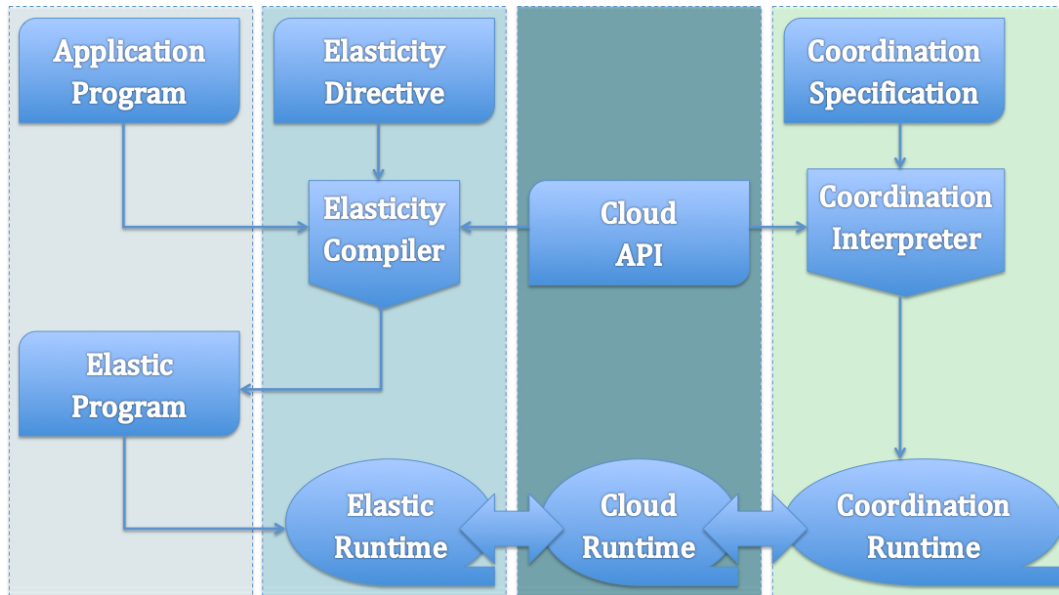 Application
Program
Elasticity
Directive
Coordination
Specification
Elasticity
Compiler
Cloud
API
Coordination
Interpreter
Elastic
Program
Elastic
Runtime
Cloud
Runtime
Coordination
Runtime